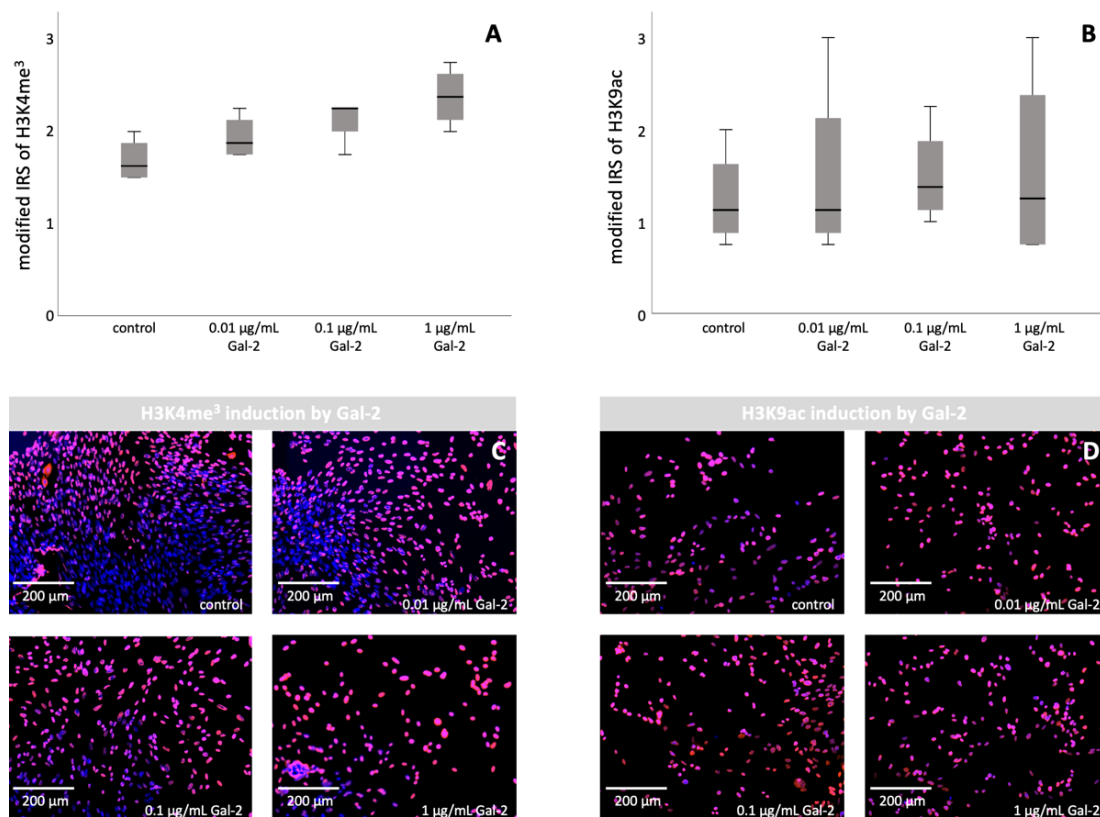 A
modified IRS of H3K4me³
3
2
1
0
control
0.01 µg/mL
Gal-2
0.1 µg/mL
Gal-2
1 µg/mL
Gal-2
B
modified IRS of H3K9ac
3
2
1
0
control
0.01 µg/mL
Gal-2
0.1 µg/mL
Gal-2
1 µg/mL
Gal-2
H3K4me³ induction by Gal-2
C
200 µm
control
200 µm
0.01 µg/mL Gal-2
200 µm
0.1 µg/mL Gal-2
200 µm
1 µg/mL Gal-2
H3K9ac induction by Gal-2
D
200 µm
control
200 µm
0.01 µg/mL Gal-2
200 µm
0.1 µg/mL Gal-2
200 µm
1 µg/mL Gal-2